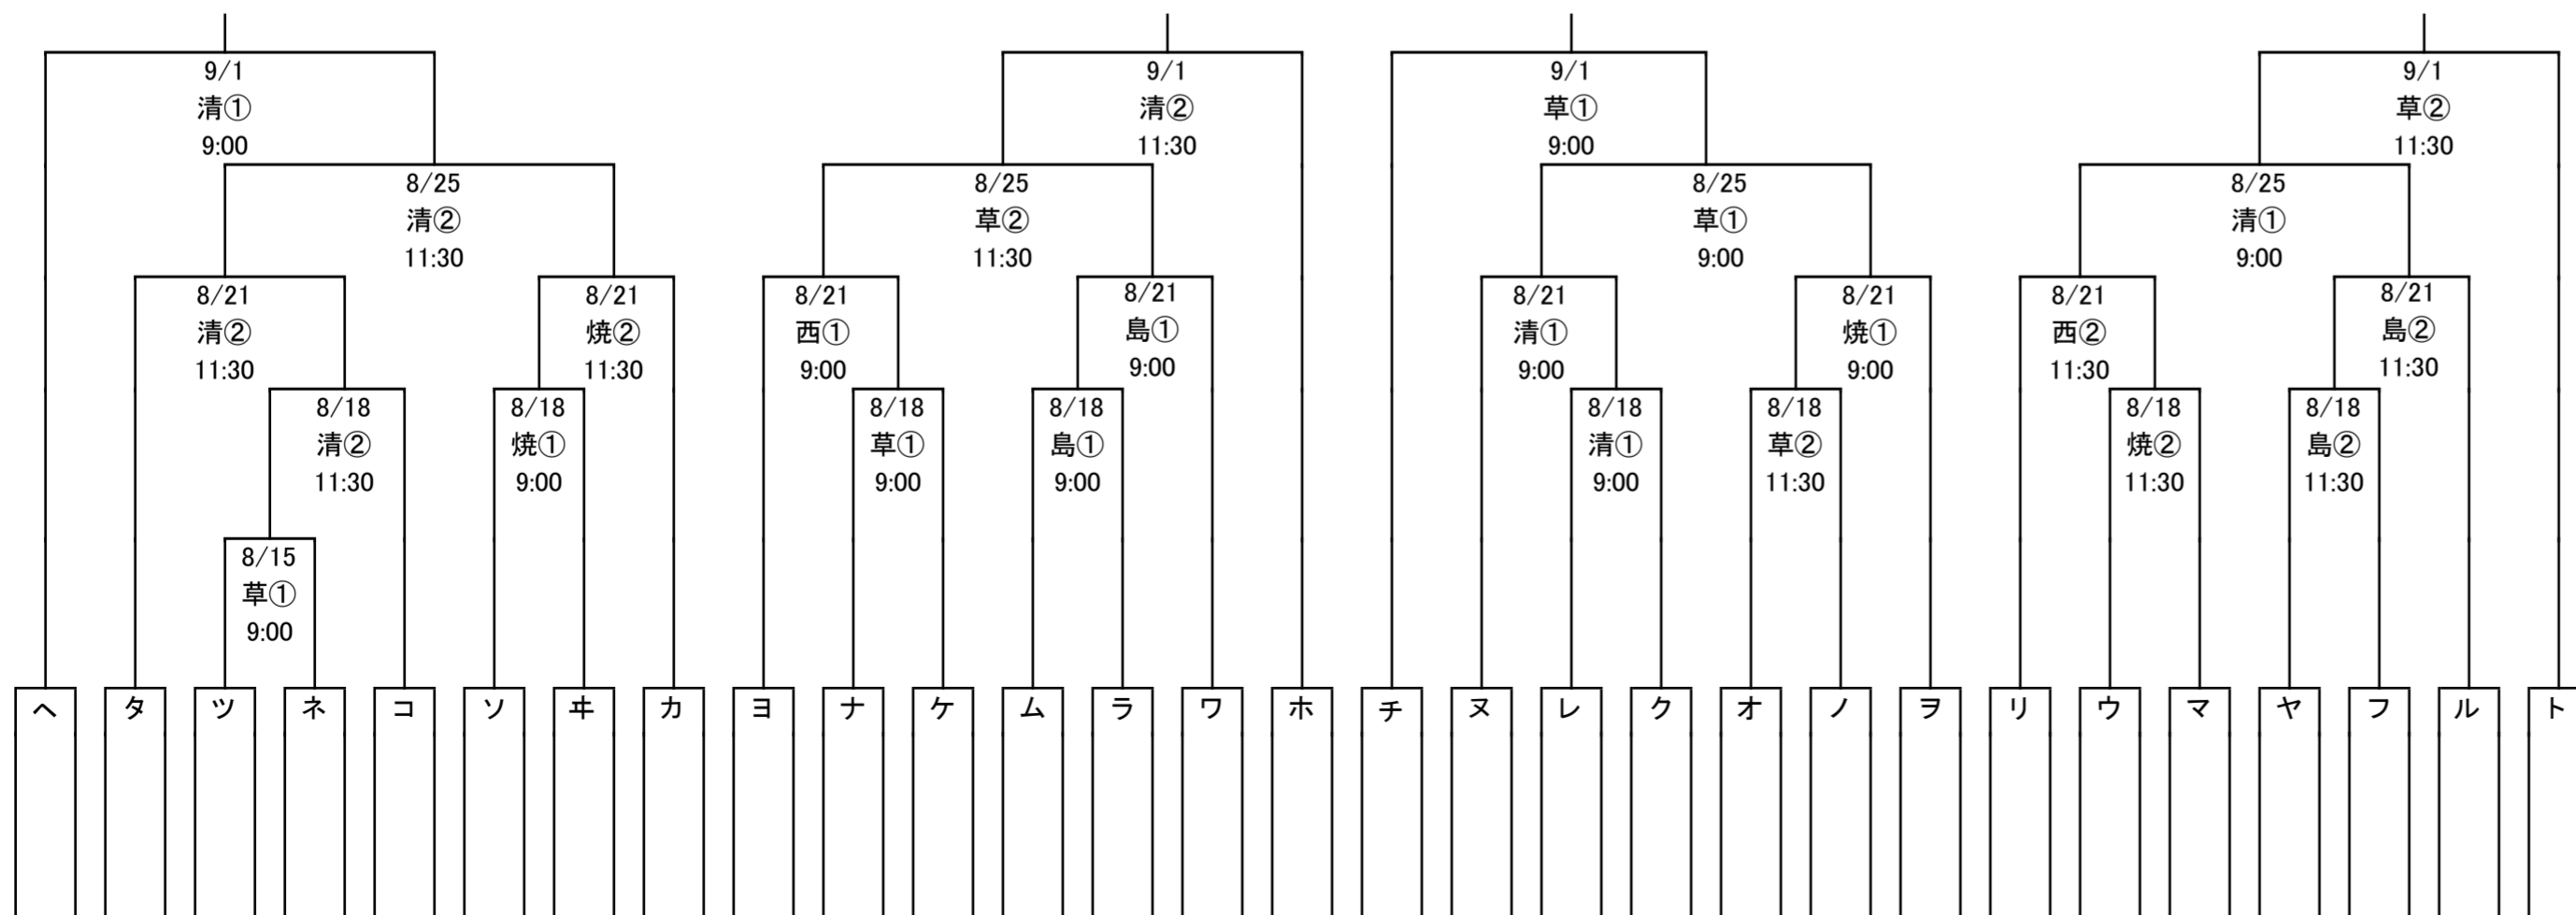 9/1
清①
9:00
9/1
清②
11:30
9/1
草①
9:00
9/1
草②
11:30
8/25
清②
11:30
8/25
草②
11:30
8/25
草①
9:00
8/25
清①
9:00
8/21
清②
11:30
8/21
焼②
11:30
8/21
西①
9:00
8/21
島①
9:00
8/21
清①
9:00
8/21
焼①
9:00
8/21
西②
11:30
8/21
島②
11:30
8/18
清②
11:30
8/18
焼①
9:00
8/18
草①
9:00
8/18
島①
9:00
8/18
清①
9:00
8/18
草②
11:30
8/18
焼②
11:30
8/18
島②
11:30
8/15
草①
9:00
ヘ タ ツ ネ コ ソ ヰ カ ヨ ナ ケ ム ラ ワ ホ チ ヌ レ ク オ ノ ヲ リ ウ マ ヤ フ ル ト